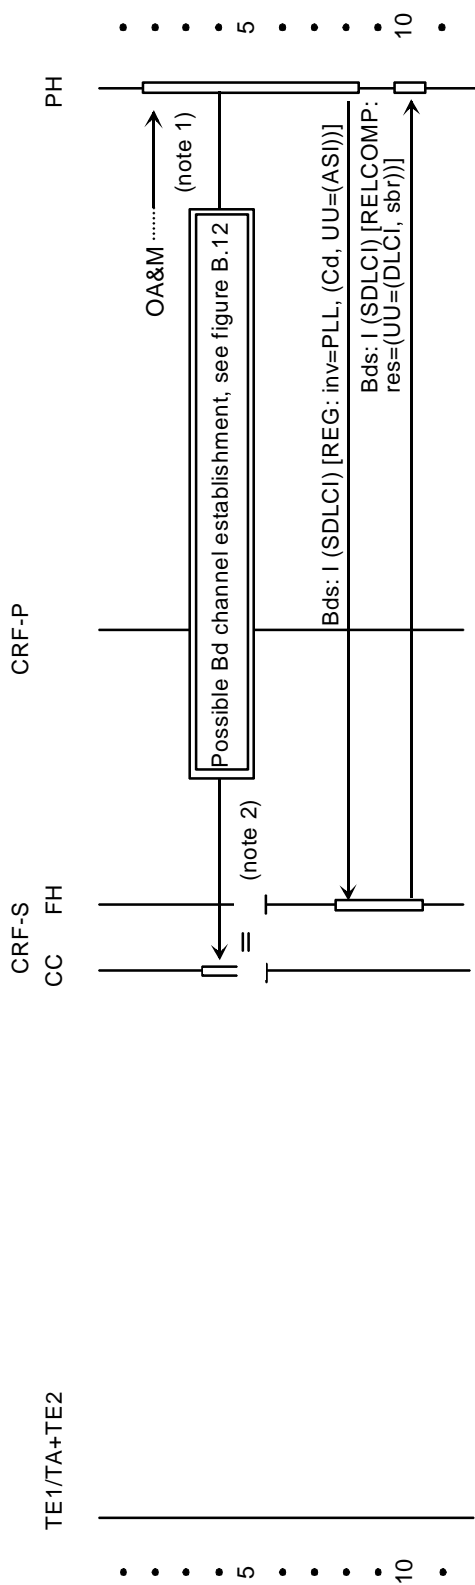 TE1/TA+TE2
CRF-S
CC
FH
CRF-P
PH
OA&M
(note 1)
Possible Bd channel establishment, see figure B.12
(note 2)
5
5
Bds: I (SDLCI) [REG: inv=PLL, (Cd, UU=(ASI))]
Bds: I (SDLCI) [RELCOMP:
res=(UU=(DLCI, sbr))]
10
10